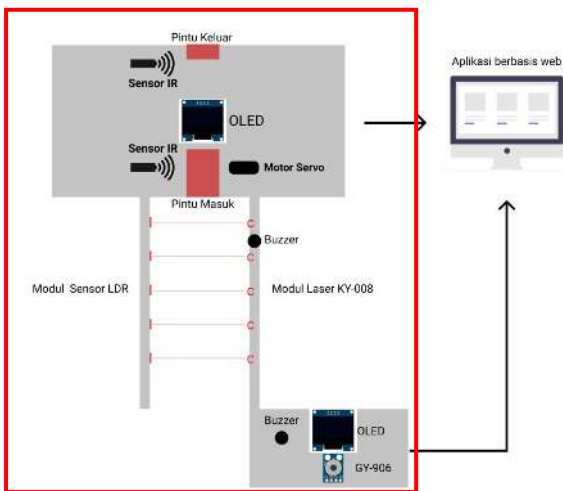 Pintu Keluar
Aplikasi berbasis web
Sensor IR
OLED
Sensor IR
Motor Servo
Pintu Masuk
Buzzer
Modul Sensor LDR
Modul Laser KY-008
Buzzer
OLED
GY-906